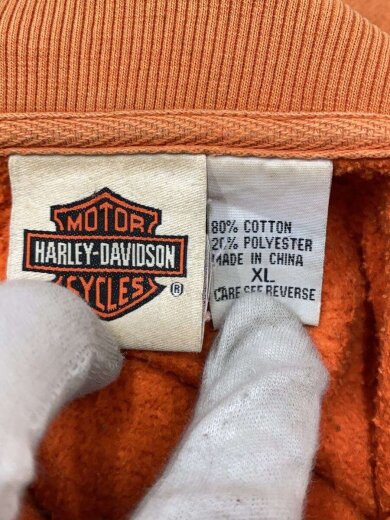 MOTOR
HARLEY-DAVIDSON
CYCLES
®
80% COTTON
20% POLYESTER
MADE IN CHINA
XL
CARE SEE REVERSE